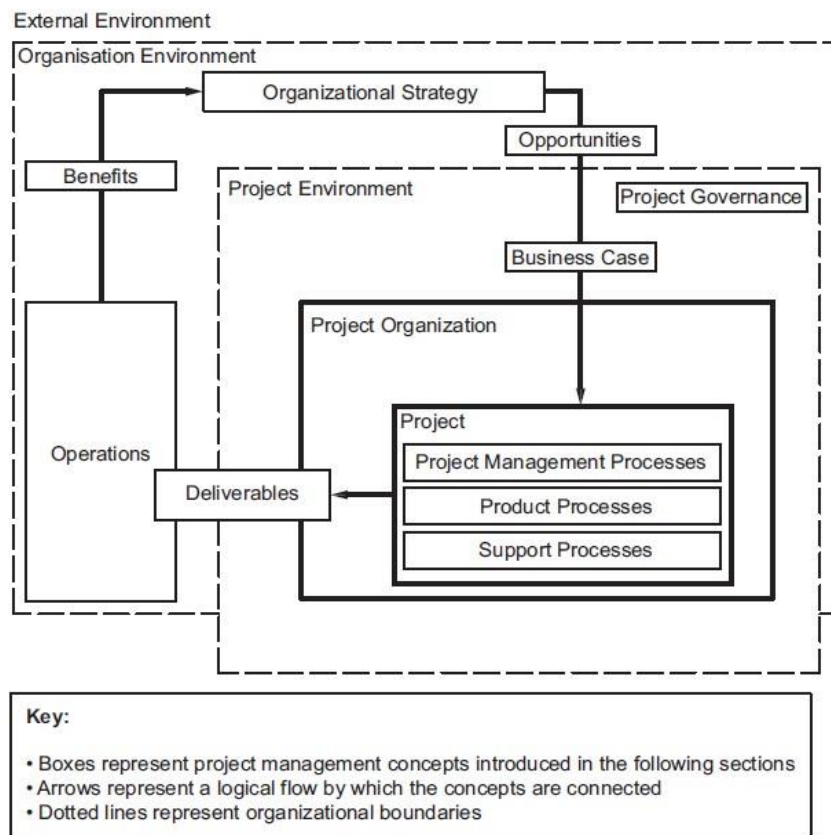 External Environment
Organisation Environment
Organizational Strategy
Opportunities
Benefits
Project Environment
Project Governance
Business Case
Project Organization
Project
Project Management Processes
Operations
Deliverables
Product Processes
Support Processes
Key:
• Boxes represent project management concepts introduced in the following sections
• Arrows represent a logical flow by which the concepts are connected
• Dotted lines represent organizational boundaries